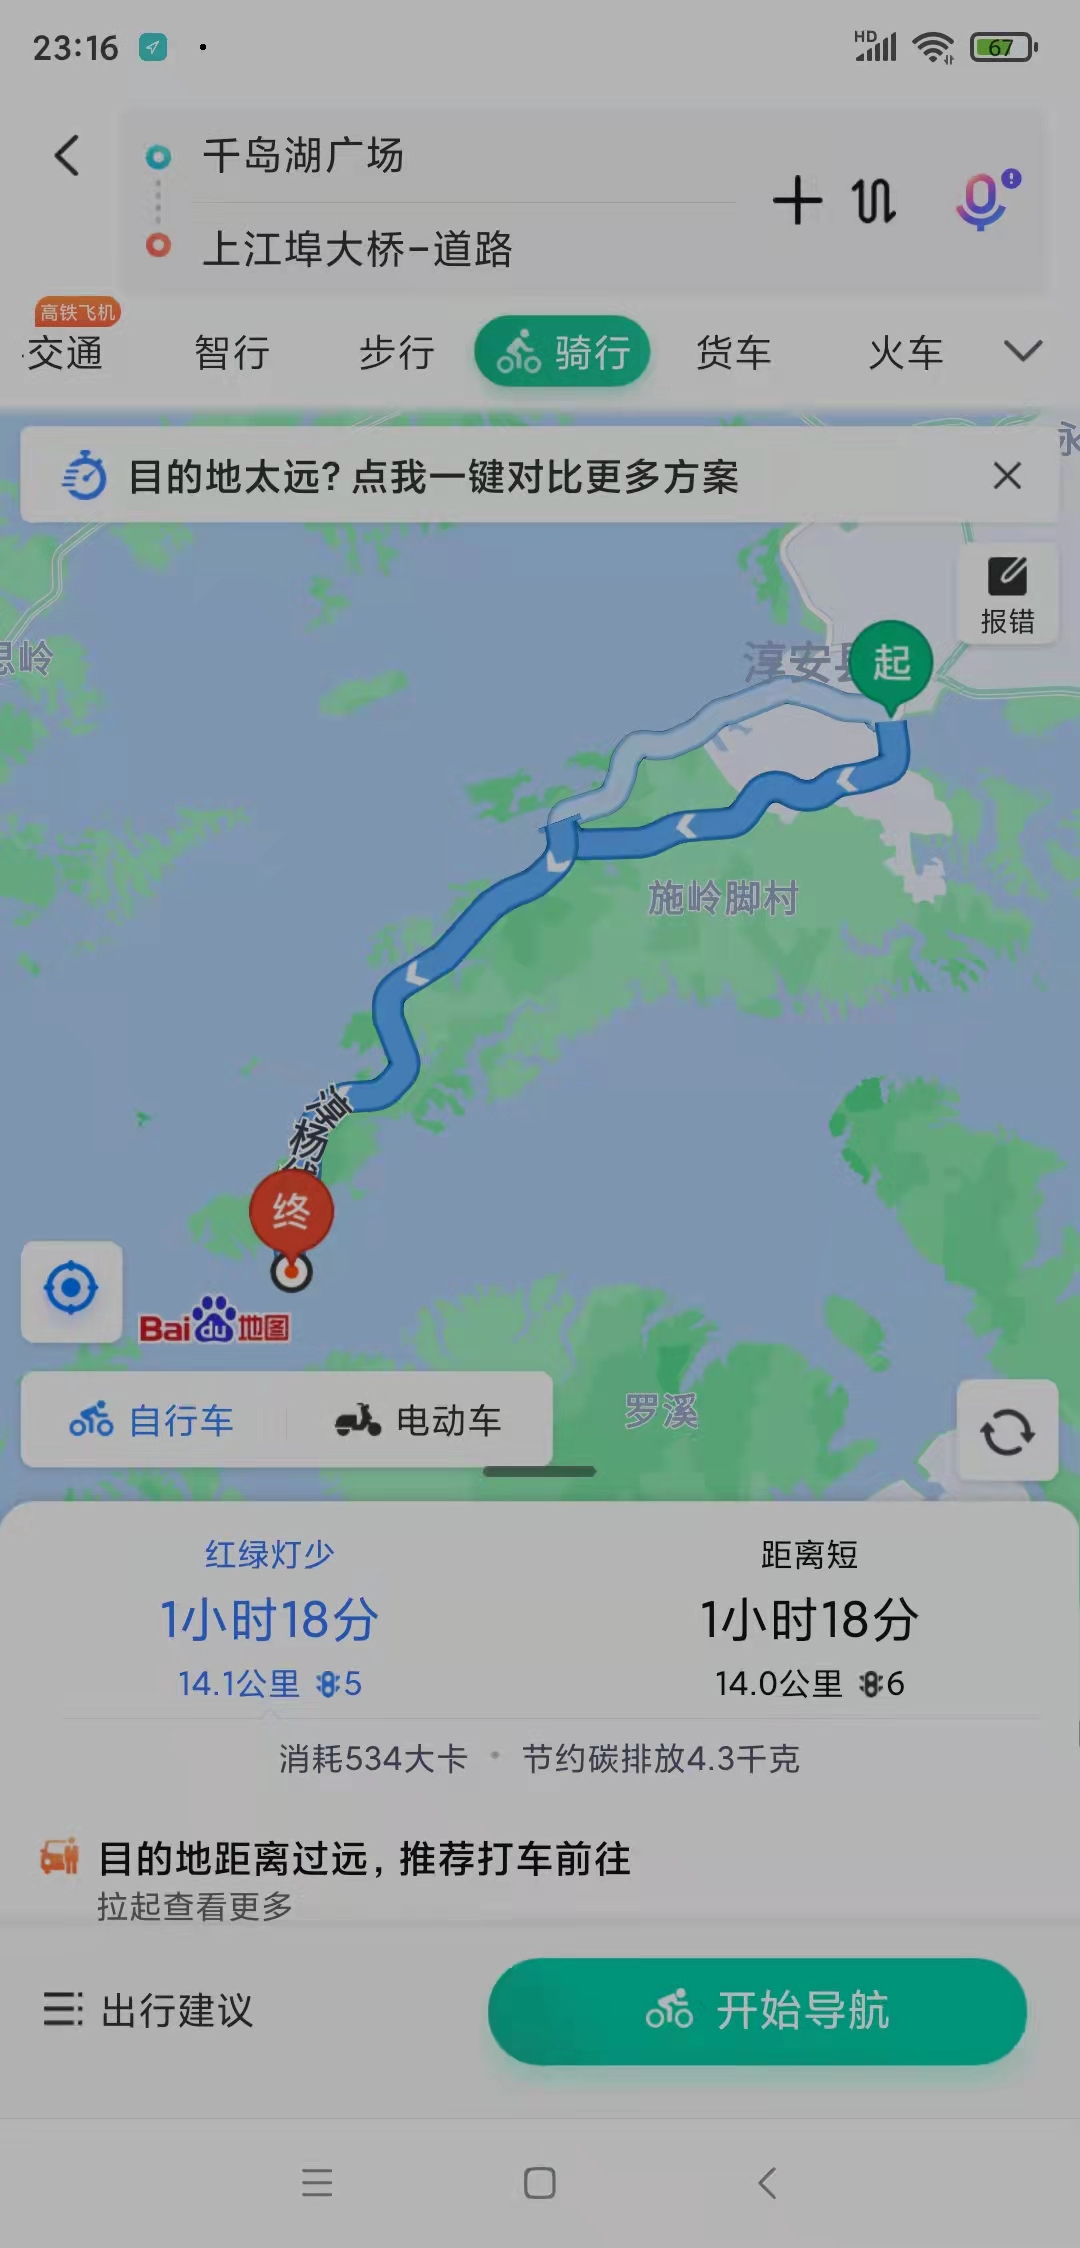 23:16
HD
67
千岛湖广场
上江埠大桥-道路
高铁飞机
交通 智行 步行 骑行 货车 火车
永
目的地太远？点我一键对比更多方案
报错
思岭
淳安县
起
施岭脚村
淳杨线
终
Bai du 地图
自行车 电动车
罗溪
红绿灯少 距离短
1小时18分 1小时18分
14.1公里 5 14.0公里 6
消耗534大卡 • 节约碳排放4.3千克
目的地距离过远，推荐打车前往
拉起查看更多
出行建议 开始导航